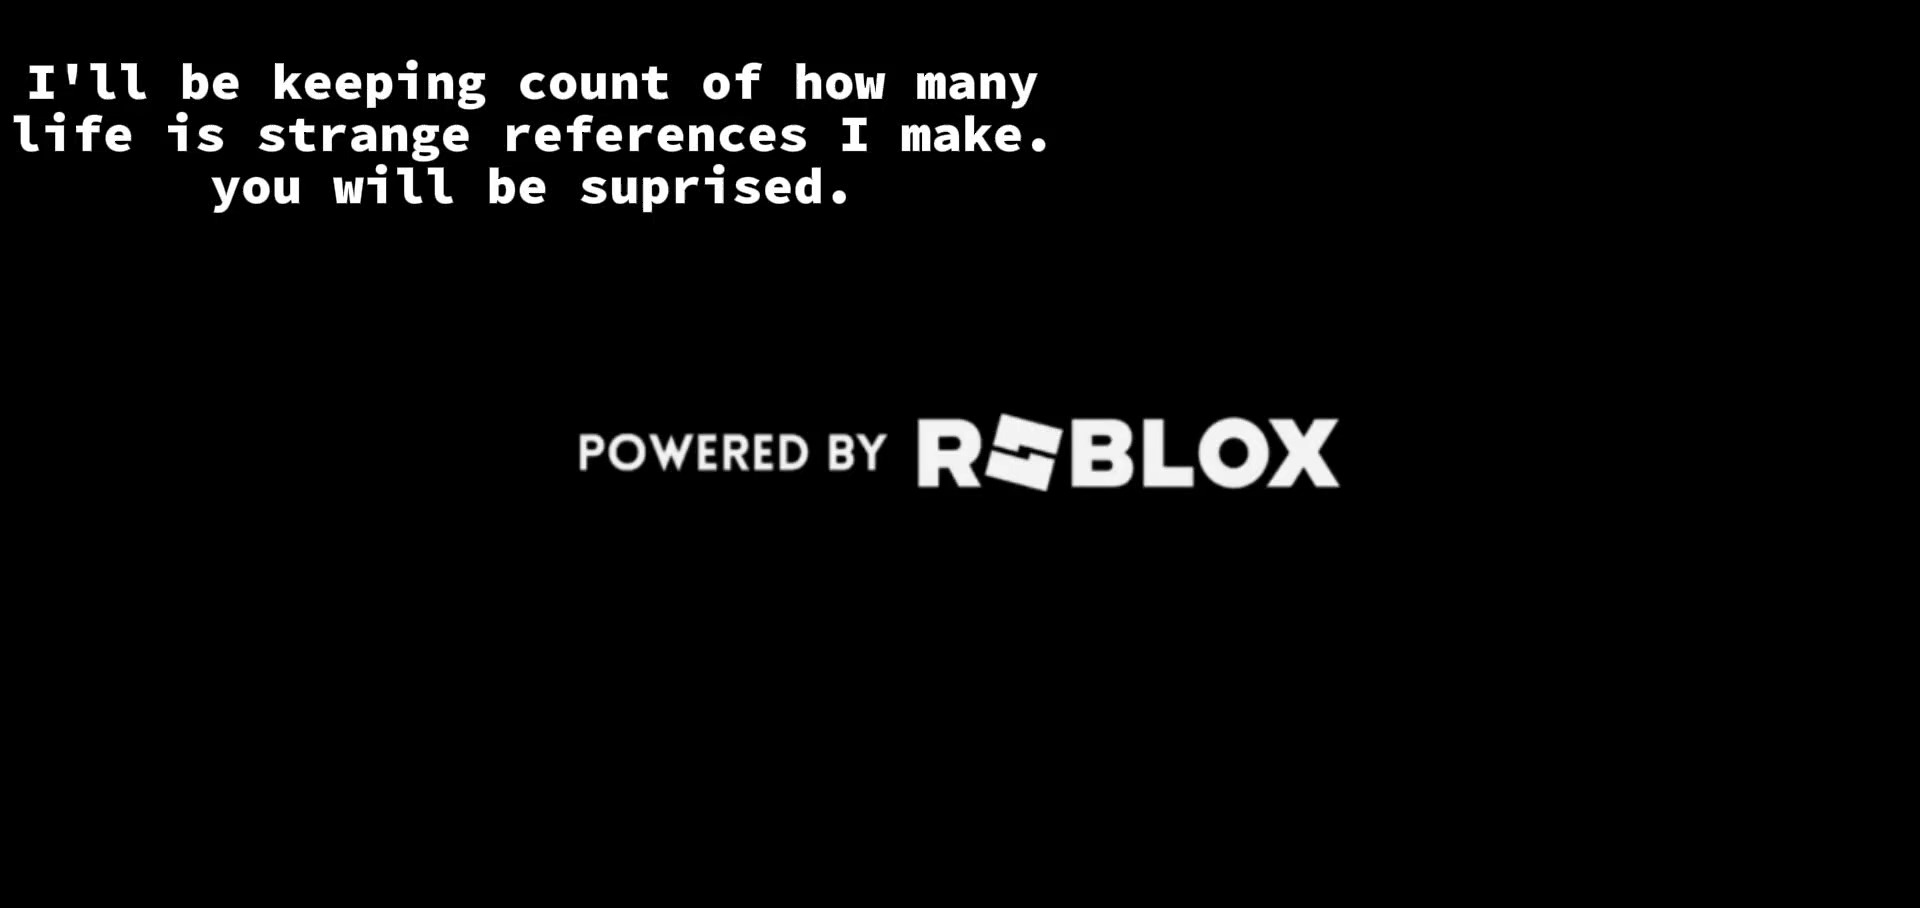 I'll be keeping count of how many
life is strange references I make.
you will be suprised.
POWERED BY ROBLOX